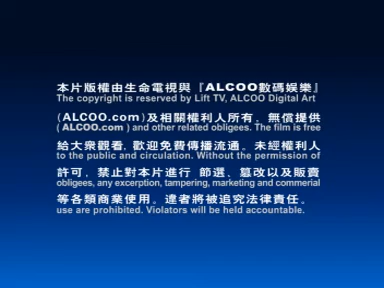 本片版權由生命電視與『ALCOO數碼娛樂』
The copyright is reserved by Lift TV, ALCOO Digital Art
(ALCOO.com)及相關權利人所有，無償提供
( ALCOO.com ) and other related obligees. The film is free
給大衆觀看，歡迎免費傳播流通。未經權利人
to the public and circulation. Without the permission of
許可，禁止對本片進行 節選、篡改以及販賣
obligees, any excerption, tampering, marketing and commerial
等各類商業使用。違者將被追究法律責任。
use are prohibited. Violators will be held accountable.